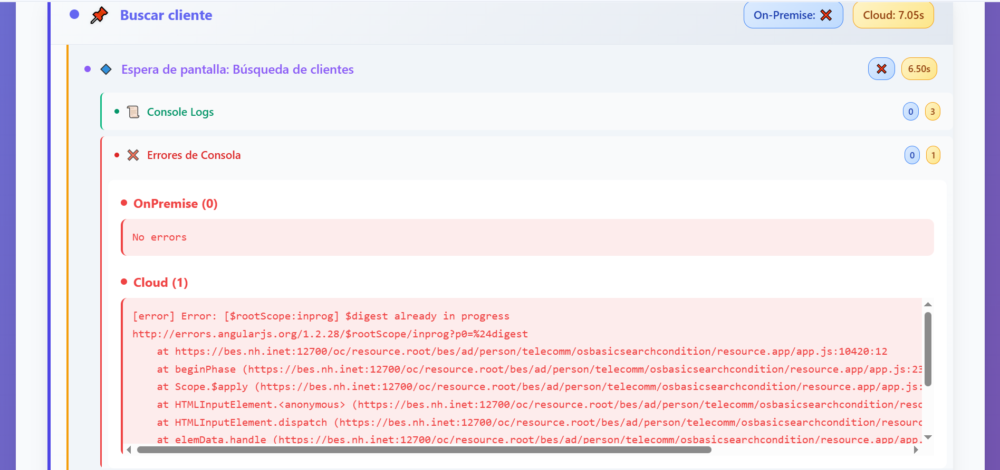 Buscar cliente
On-Premise: ❌
Cloud: 7.05s
Espera de pantalla: Búsqueda de clientes
❌
6.50s
Console Logs
0
3
Errores de Consola
0
1
OnPremise (0)
No errors
Cloud (1)
[error] Error: [$rootScope:inprog] $digest already in progress
http://errors.angularjs.org/1.2.28/$rootScope/inprog?p0=%24digest
at https://bes.nh.inet:12700/oc/resource.root/bes/ad/person/telecomm/osbasicsearchcondition/resource.app/app.js:10420:12
at beginPhase (https://bes.nh.inet:12700/oc/resource.root/bes/ad/person/telecomm/osbasicsearchcondition/resource.app/app.js:23
at Scope.$apply (https://bes.nh.inet:12700/oc/resource.root/bes/ad/person/telecomm/osbasicsearchcondition/resource.app/app.js:
at HTMLInputElement.<anonymous> (https://bes.nh.inet:12700/oc/resource.root/bes/ad/person/telecomm/osbasicsearchcondition/reso
at HTMLInputElement.dispatch (https://bes.nh.inet:12700/oc/resource.root/bes/ad/person/telecomm/osbasicsearchcondition/resourc
at elemData.handle (https://bes.nh.inet:12700/oc/resource.root/bes/ad/person/telecomm/osbasicsearchcondition/resource.app/app.